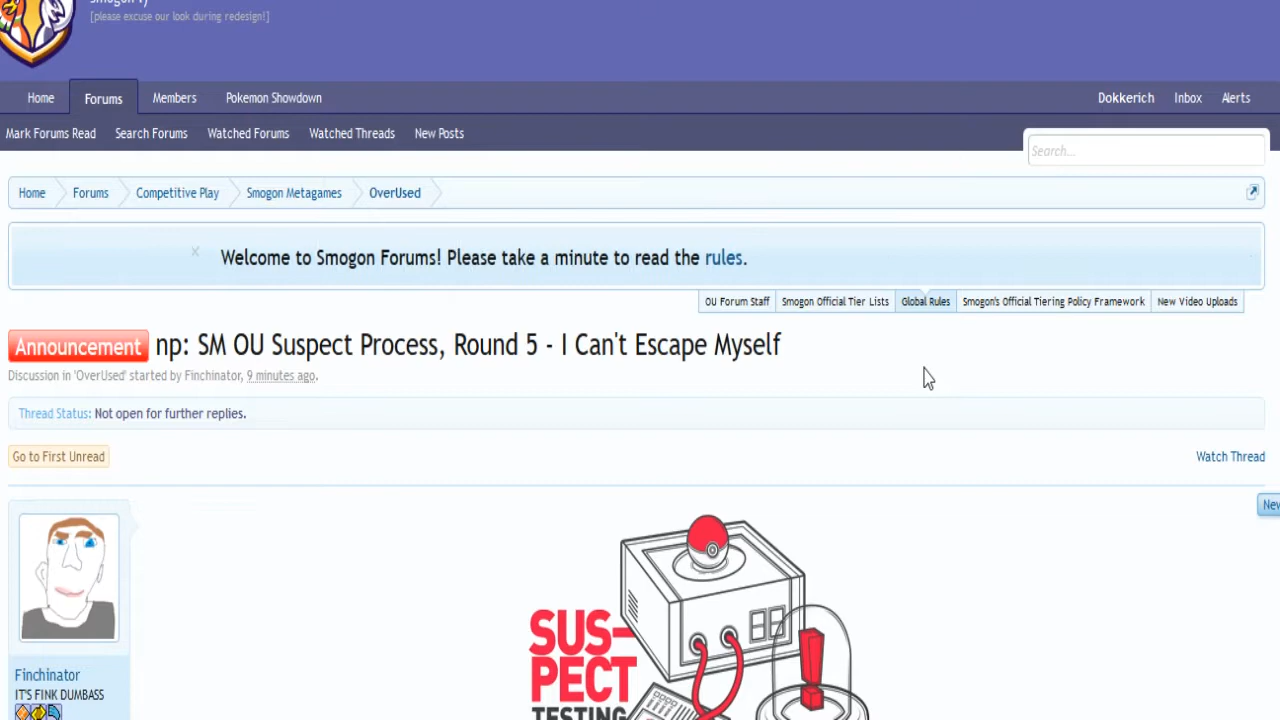 [please excuse our look during redesign!]
Home Forums Members Pokemon Showdown Dokkerich Inbox Alerts
Mark Forums Read Search Forums Watched Forums Watched Threads New Posts
Search...
Home Forums Competitive Play Smogon Metagames OverUsed
Welcome to Smogon Forums! Please take a minute to read the rules.
OU Forum Staff Smogon Official Tier Lists Global Rules Smogon's Official Tiering Policy Framework New Video Uploads
Announcement np: SM OU Suspect Process, Round 5 - I Can't Escape Myself
Discussion in 'OverUsed' started by Finchinator, 9 minutes ago.
Thread Status: Not open for further replies.
Go to First Unread Watch Thread
New
SUS-
PECT
TESTING
Finchinator
IT'S FINK DUMBASS